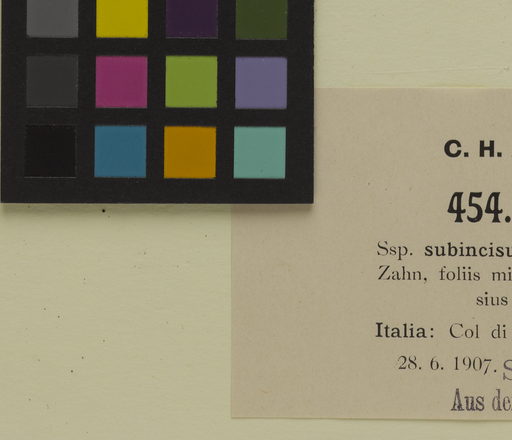 C. H.
454.
Ssp. subincisu
Zahn, foliis mi
sius
Italia: Col di
28. 6. 1907. S
Aus de